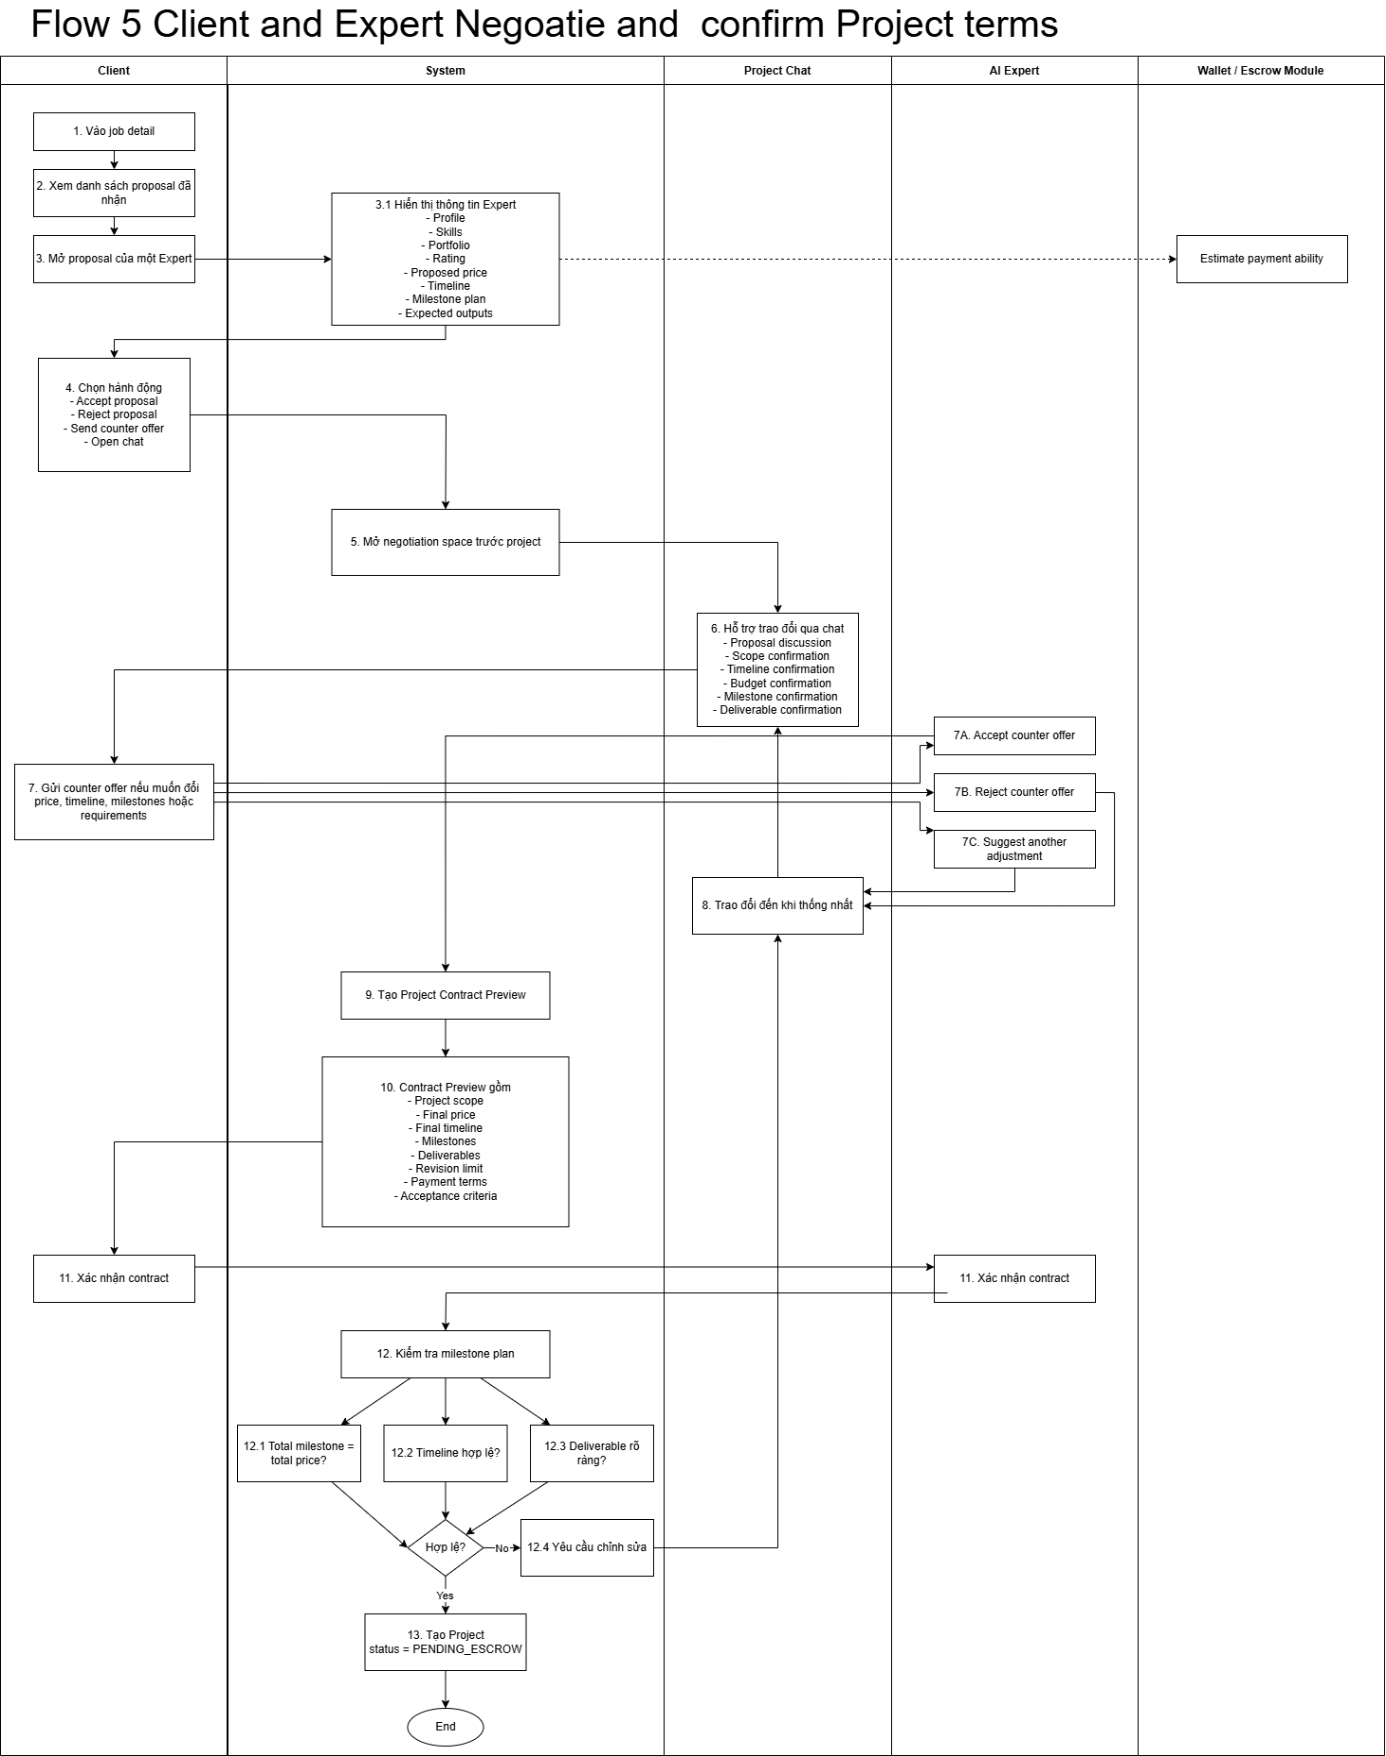 Flow 5 Client and Expert Negoatie and  confirm Project terms
Client
System
Project Chat
AI Expert
Wallet / Escrow Module
1. Vào job detail
2. Xem danh sách proposal đã
nhận
3. Mở proposal của một Expert
3.1 Hiển thị thông tin Expert
- Profile
- Skills
- Portfolio
- Rating
- Proposed price
- Timeline
- Milestone plan
- Expected outputs
Estimate payment ability
4. Chọn hành động
- Accept proposal
- Reject proposal
- Send counter offer
- Open chat
5. Mở negotiation space trước project
6. Hỗ trợ trao đổi qua chat
- Proposal discussion
- Scope confirmation
- Timeline confirmation
- Budget confirmation
- Milestone confirmation
- Deliverable confirmation
7. Gửi counter offer nếu muốn đổi
price, timeline, milestones hoặc
requirements
7A. Accept counter offer
7B. Reject counter offer
7C. Suggest another
adjustment
8. Trao đổi đến khi thống nhất
9. Tạo Project Contract Preview
10. Contract Preview gồm
- Project scope
- Final price
- Final timeline
- Milestones
- Deliverables
- Revision limit
- Payment terms
- Acceptance criteria
11. Xác nhận contract
11. Xác nhận contract
12. Kiểm tra milestone plan
12.1 Total milestone =
total price?
12.2 Timeline hợp lệ?
12.3 Deliverable rõ
ràng?
Hợp lệ?
No
12.4 Yêu cầu chỉnh sửa
Yes
13. Tạo Project
status = PENDING_ESCROW
End